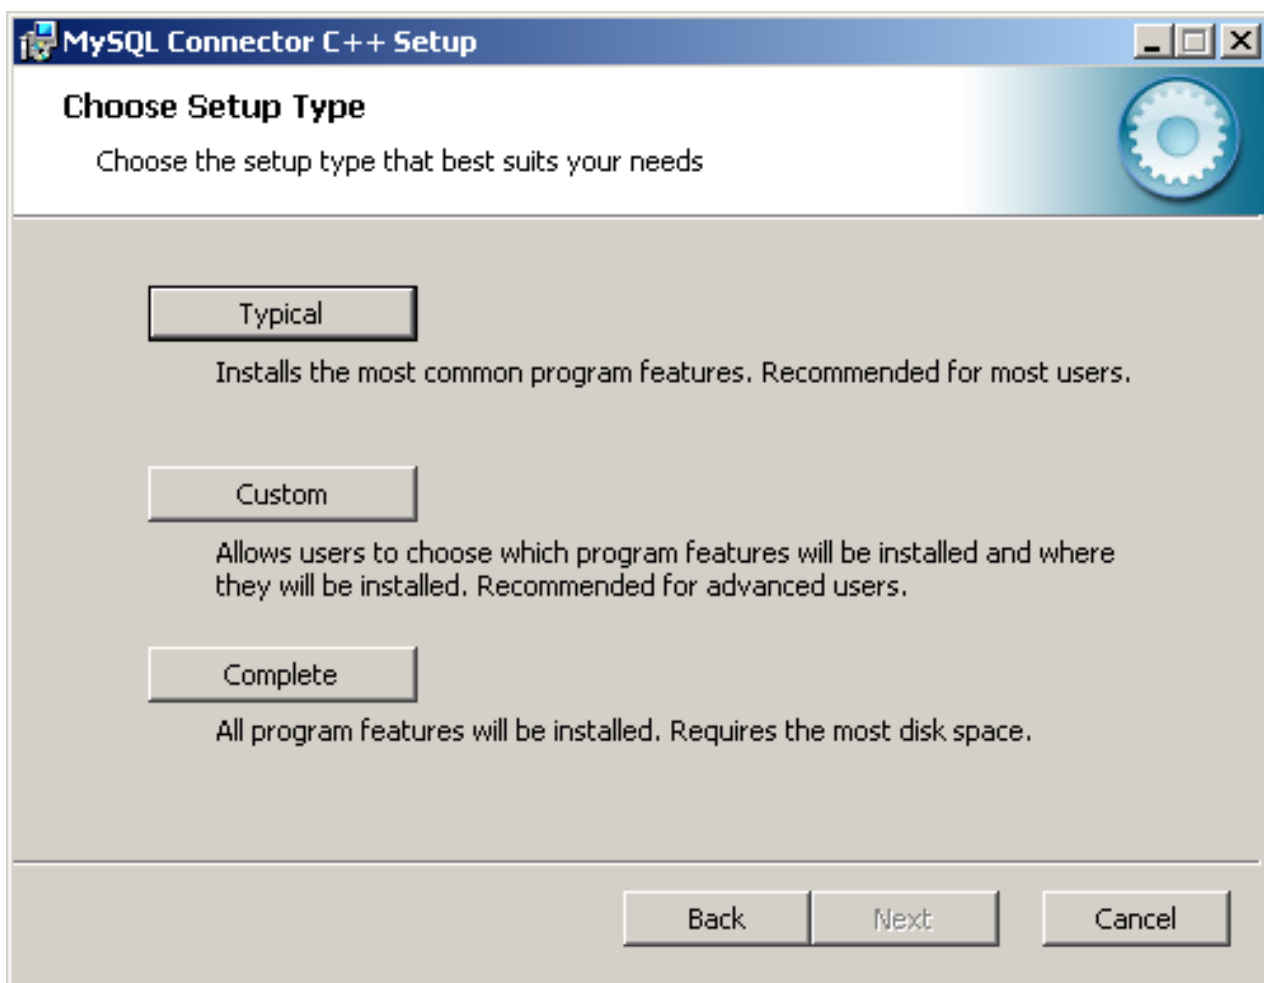 MySQL Connector C++ Setup
Choose Setup Type
Choose the setup type that best suits your needs
Typical
Installs the most common program features. Recommended for most users.
Custom
Allows users to choose which program features will be installed and where
they will be installed. Recommended for advanced users.
Complete
All program features will be installed. Requires the most disk space.
Back
Next
Cancel